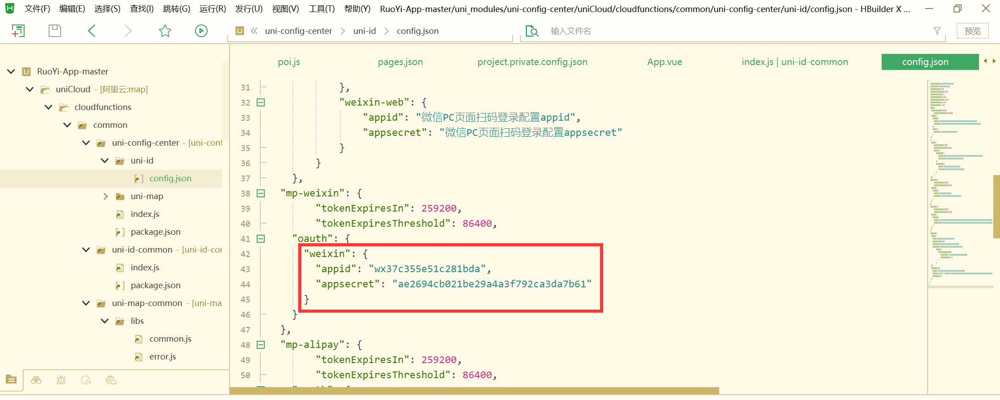 文件(F) 编辑(E) 选择(S) 查找(I) 跳转(G) 运行(R) 发行(U) 视图(V) 工具(T) 帮助(Y) RuoYi-App-master/uni_modules/uni-config-center/uniCloud/cloudfunctions/common/uni-config-center/uni-id/config.json - HBuilder X ...
uni-config-center uni-id config.json 输入文件名 预览
poi.js pages.json project.private.config.json App.vue index.js | uni-id-common config.json
RuoYi-App-master
uniCloud - [阿里云:map]
cloudfunctions
common
uni-config-center - [uni-conf
uni-id
config.json
uni-map
index.js
package.json
uni-id-common - [uni-id-cor
index.js
package.json
uni-map-common - [uni-ma
libs
common.js
error.js
31 },
32 "weixin-web": {
33 "appid": "微信PC页面扫码登录配置appid",
34 "appsecret": "微信PC页面扫码登录配置appsecret"
35 }
36 }
37 },
38 "mp-weixin": {
39 "tokenExpiresIn": 259200,
40 "tokenExpiresThreshold": 86400,
41 "oauth": {
42 "weixin": {
43 "appid": "wx37c355e51c281bda",
44 "appsecret": "ae2694cb021be29a4a3f792ca3da7b61"
45 }
46 }
47 },
48 "mp-alipay": {
49 "tokenExpiresIn": 259200,
50 "tokenExpiresThreshold": 86400,